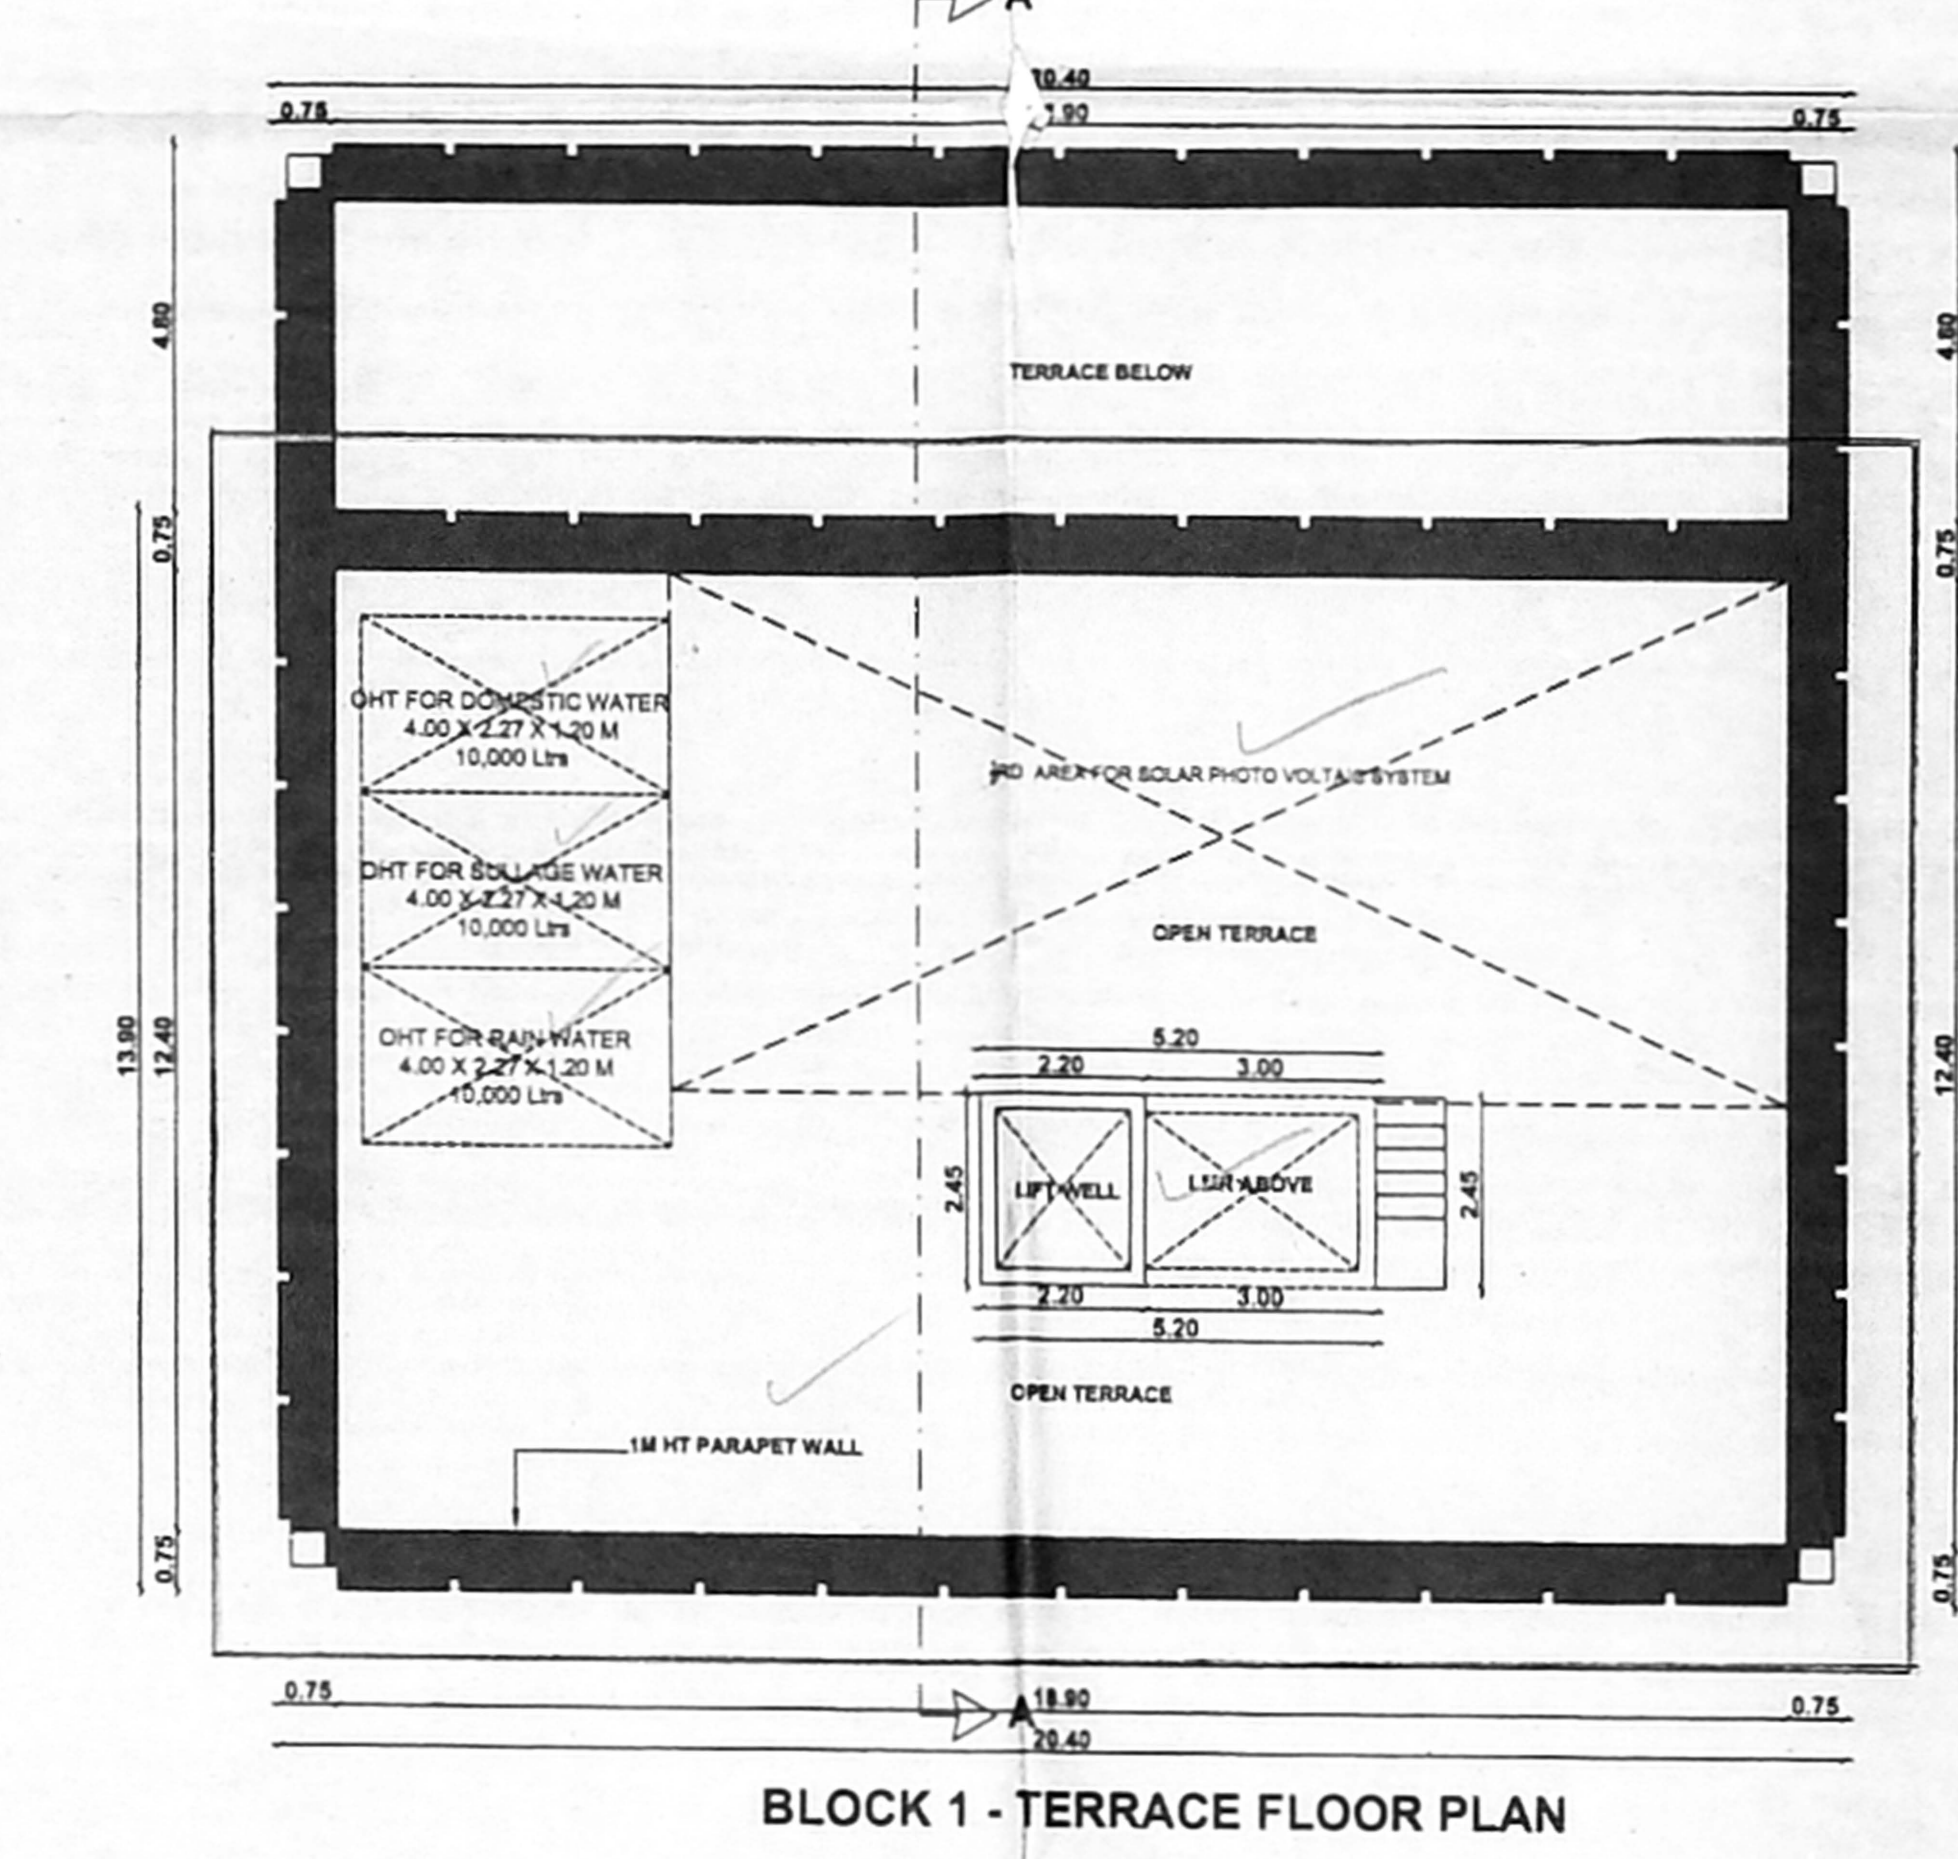 A
20.40
0.75
18.90
0.75
4.80
4.80
TERRACE BELOW
0.75
0.75
OHT FOR DOMESTIC WATER
4.00 X 2.27 X 1.20 M
10,000 Ltrs
AREA FOR SOLAR PHOTO VOLTAIC SYSTEM
OHT FOR SULLAGE WATER
4.00 X 2.27 X 1.20 M
10,000 Ltrs
OPEN TERRACE
13.90
12.40
12.40
OHT FOR RAIN WATER
4.00 X 2.27 X 1.20 M
10,000 Ltrs
5.20
2.20
3.00
2.45
LIFT WELL
LMR ABOVE
2.45
2.20
3.00
5.20
OPEN TERRACE
1M HT PARAPET WALL
0.75
0.75
0.75
A
18.90
0.75
20.40
BLOCK 1 - TERRACE FLOOR PLAN